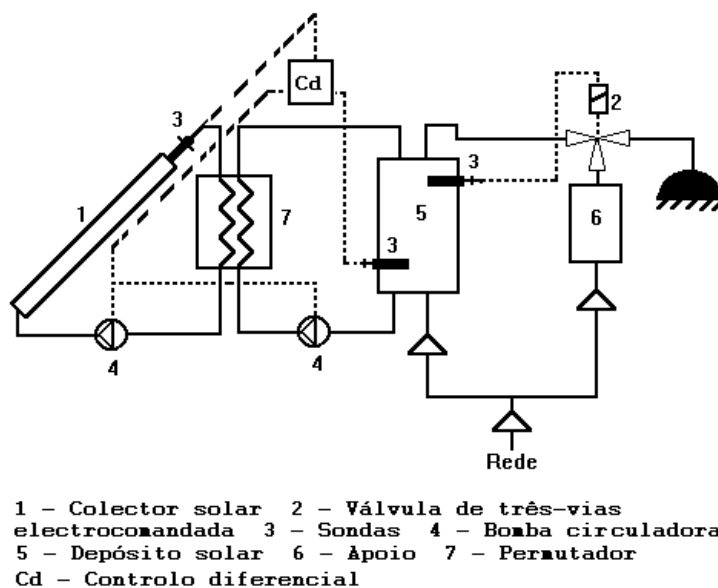 Cd
2
3
3
1
7
5
6
3
4
4
Rede
1 - Colector solar 2 - Válvula de três-vias
electrocomandada 3 - Sondas 4 - Bomba circuladora
5 - Depósito solar 6 - Apoio 7 - Permutador
Cd - Controlo diferencial